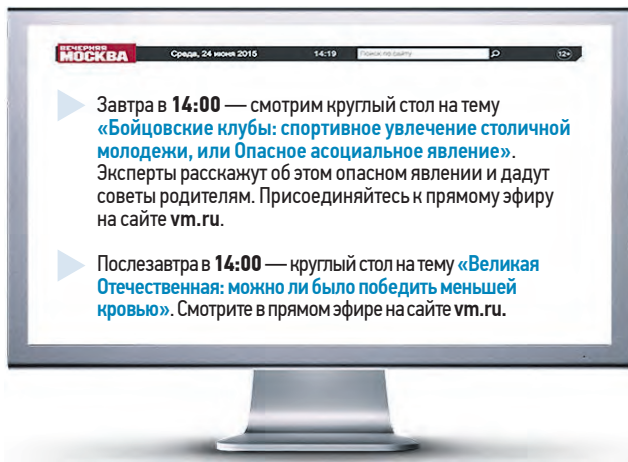 ВЕЧЕРНЯЯ
МОСКВА
Среда, 24 июня 2015
14:19
Поиск по сайту
12+
Завтра в 14:00 — смотрим круглый стол на тему
«Бойцовские клубы: спортивное увлечение столичной
молодежи, или Опасное асоциальное явление».
Эксперты расскажут об этом опасном явлении и дадут
советы родителям. Присоединяйтесь к прямому эфиру
на сайте vm.ru.
Послезавтра в 14:00 — круглый стол на тему «Великая
Отечественная: можно ли было победить меньшей
кровью». Смотрите в прямом эфире на сайте vm.ru.